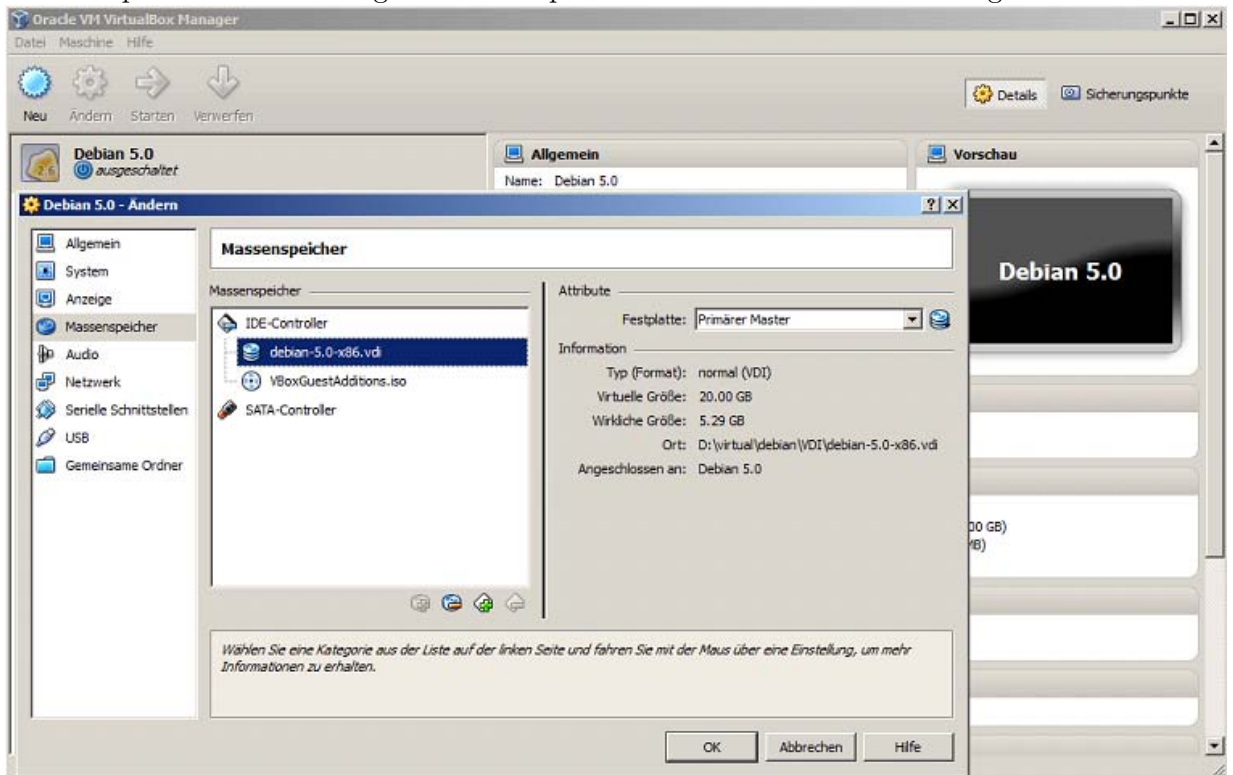 Oracle VM VirtualBox Manager
Datei Maschine Hilfe
Neu Ändern Starten Verwerfen
Details Sicherungspunkte
Debian 5.0
ausgeschaltet
Allgemein
Name: Debian 5.0
Vorschau
Debian 5.0
Debian 5.0 - Ändern
Allgemein
System
Anzeige
Massenspeicher
Audio
Netzwerk
Serielle Schnittstellen
USB
Gemeinsame Ordner
Massenspeicher
Massenspeicher
IDE-Controller
debian-5.0-x86.vdi
VBoxGuestAdditions.iso
SATA-Controller
Attribute
Festplatte: Primärer Master
Information
Typ (Format): normal (VDI)
Virtuelle Größe: 20.00 GB
Wirkliche Größe: 5.29 GB
Ort: D:\virtual\debian\VDI\debian-5.0-x86.vdi
Angeschlossen an: Debian 5.0
00 GB)
MB)
Wählen Sie eine Kategorie aus der Liste auf der linken Seite und fahren Sie mit der Maus über eine Einstellung, um mehr
Informationen zu erhalten.
OK Abbrechen Hilfe